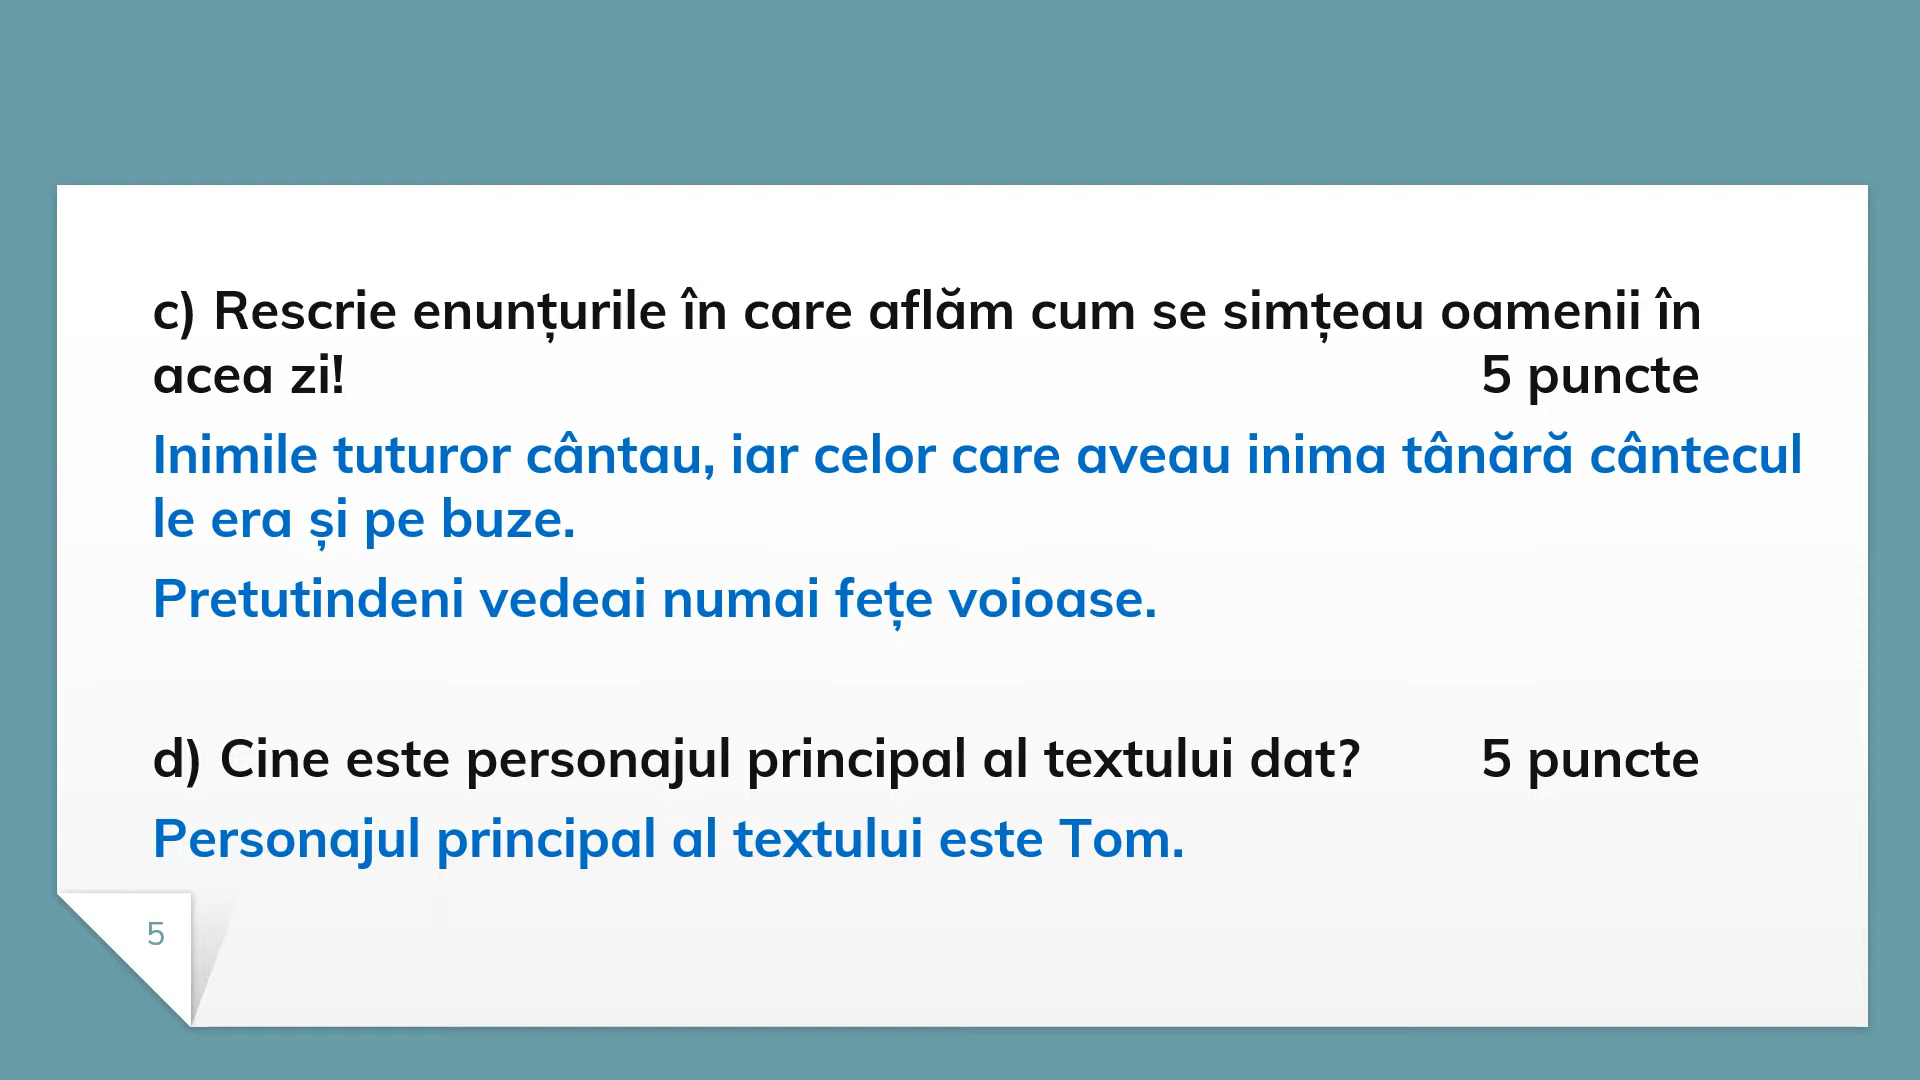 c) Rescrie enunțurile în care aflăm cum se simțeau oamenii în
acea zi! 5 puncte
Inimile tuturor cântau, iar celor care aveau inima tânără cântecul
le era și pe buze.
Pretutindeni vedeai numai fețe voioase.
d) Cine este personajul principal al textului dat? 5 puncte
Personajul principal al textului este Tom.
5